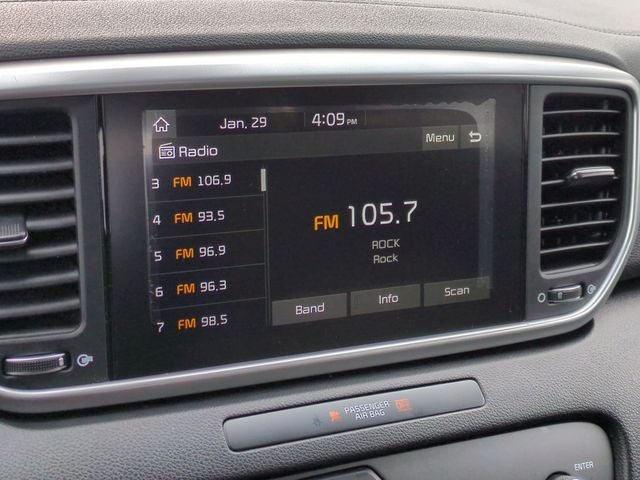 Jan. 29 4:09 PM
Radio Menu
3 FM 106.9
4 FM 93.5
5 FM 96.9
6 FM 96.3
7 FM 98.5
FM 105.7
ROCK
Rock
Band Info Scan
PASSENGER
AIR BAG
ENTER